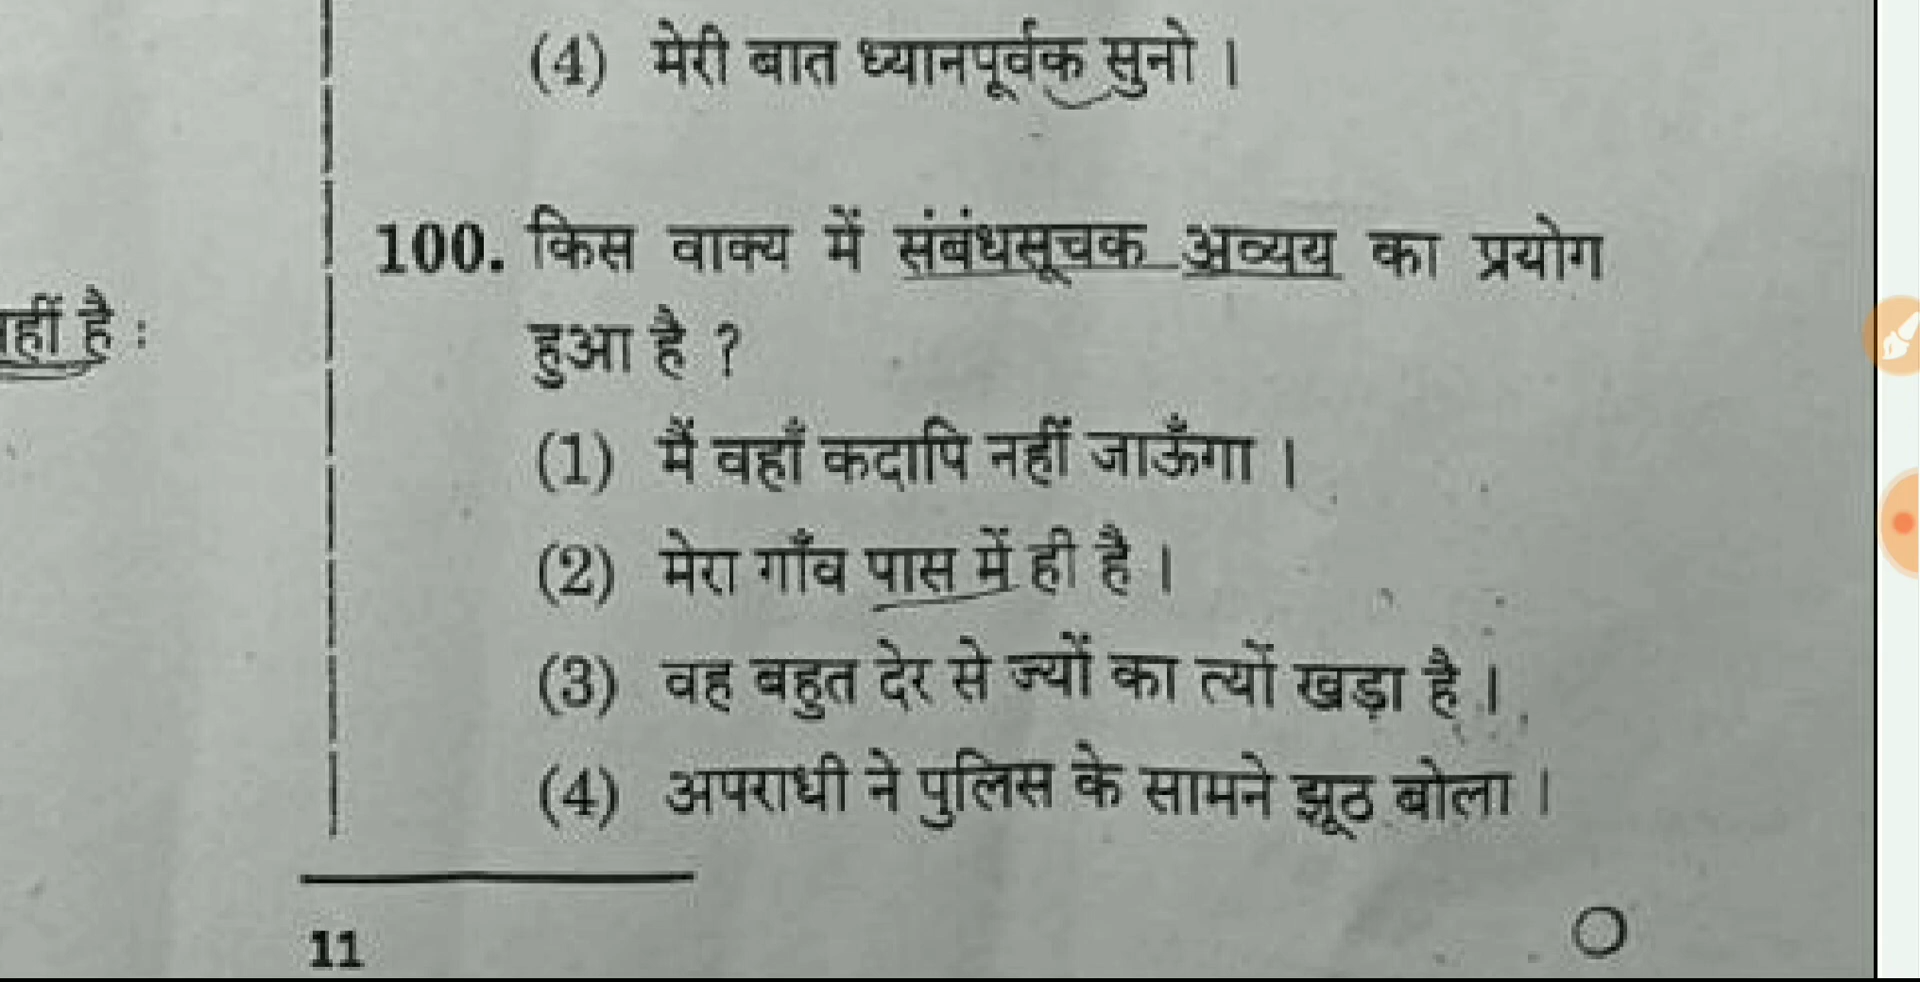 (4) मेरी बात ध्यानपूर्वक सुनो ।
100. किस वाक्य में संबंधसूचक अव्यय का प्रयोग
हुआ है ?
हीं है :
(1) मैं वहाँ कदापि नहीं जाऊँगा ।
(2) मेरा गाँव पास में ही है ।
(3) वह बहुत देर से ज्यों का त्यों खड़ा है ।
(4) अपराधी ने पुलिस के सामने झूठ बोला ।
11